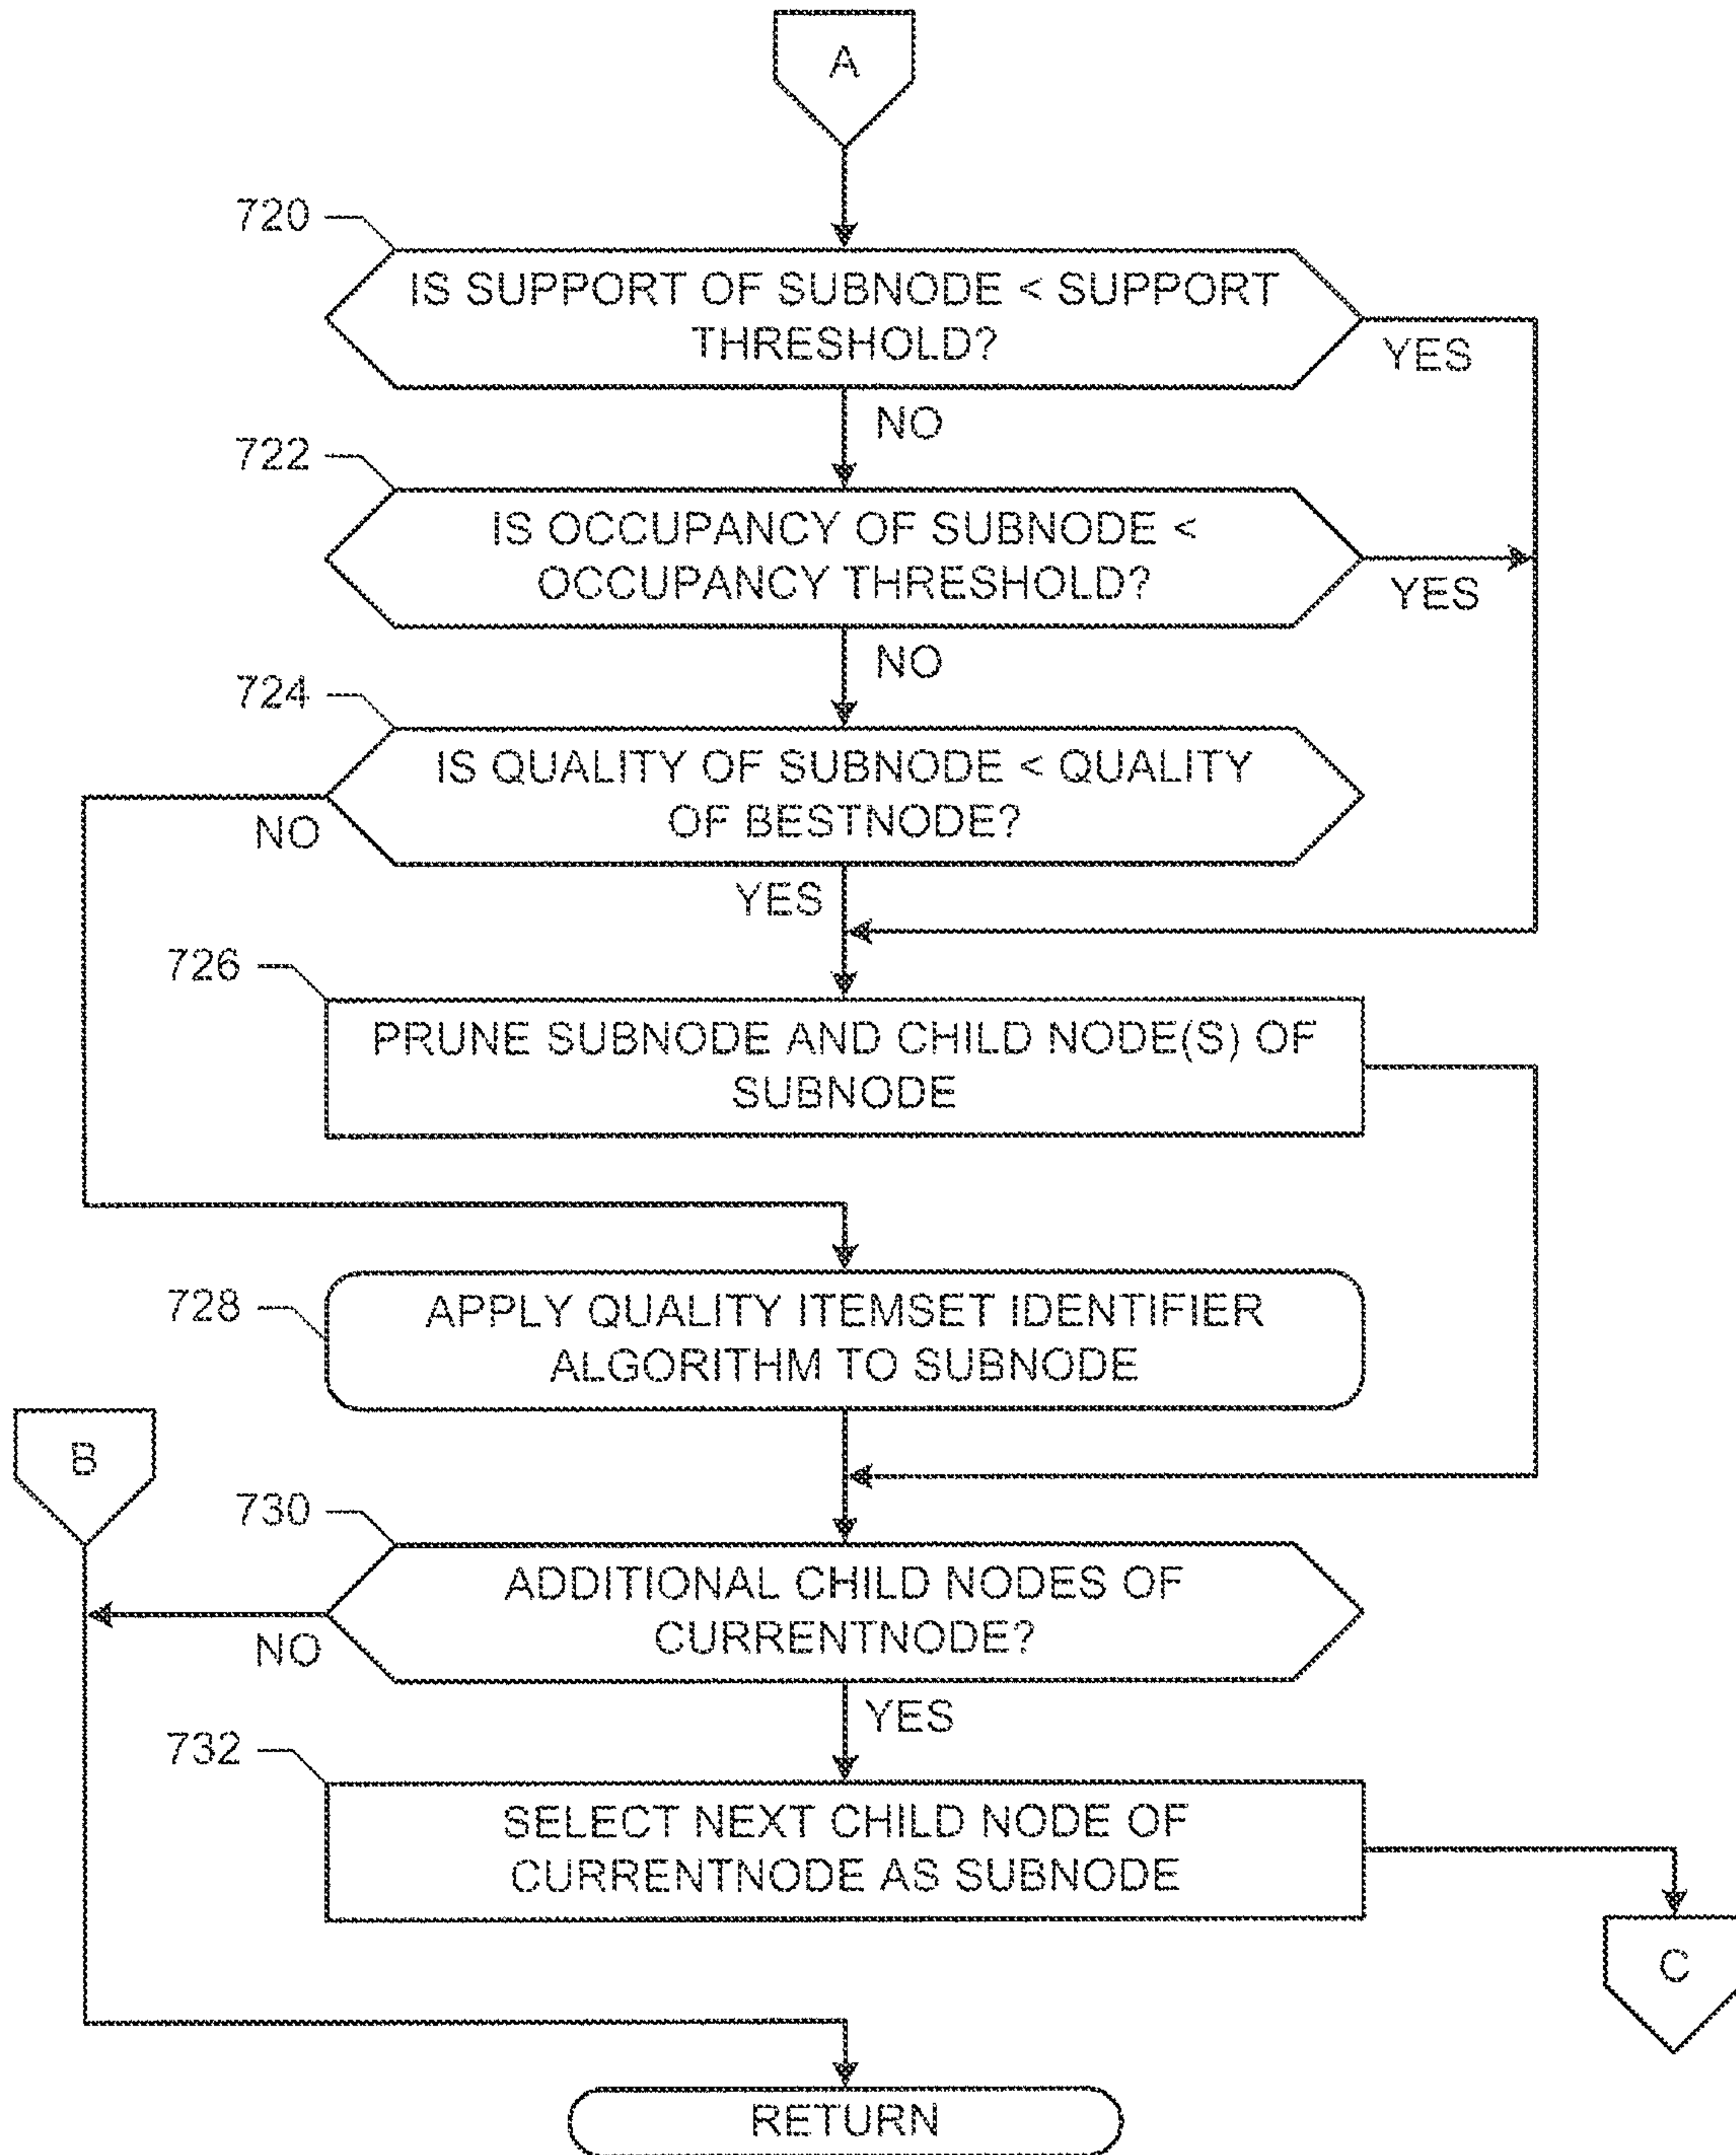 A
720
IS SUPPORT OF SUBNODE < SUPPORT
THRESHOLD?
YES
NO
722
IS OCCUPANCY OF SUBNODE <
OCCUPANCY THRESHOLD?
YES
NO
724
IS QUALITY OF SUBNODE < QUALITY
OF BESTNODE?
NO
YES
726
PRUNE SUBNODE AND CHILD NODE(S) OF
SUBNODE
728
APPLY QUALITY ITEMSET IDENTIFIER
ALGORITHM TO SUBNODE
B
730
ADDITIONAL CHILD NODES OF
CURRENTNODE?
NO
YES
732
SELECT NEXT CHILD NODE OF
CURRENTNODE AS SUBNODE
C
RETURN